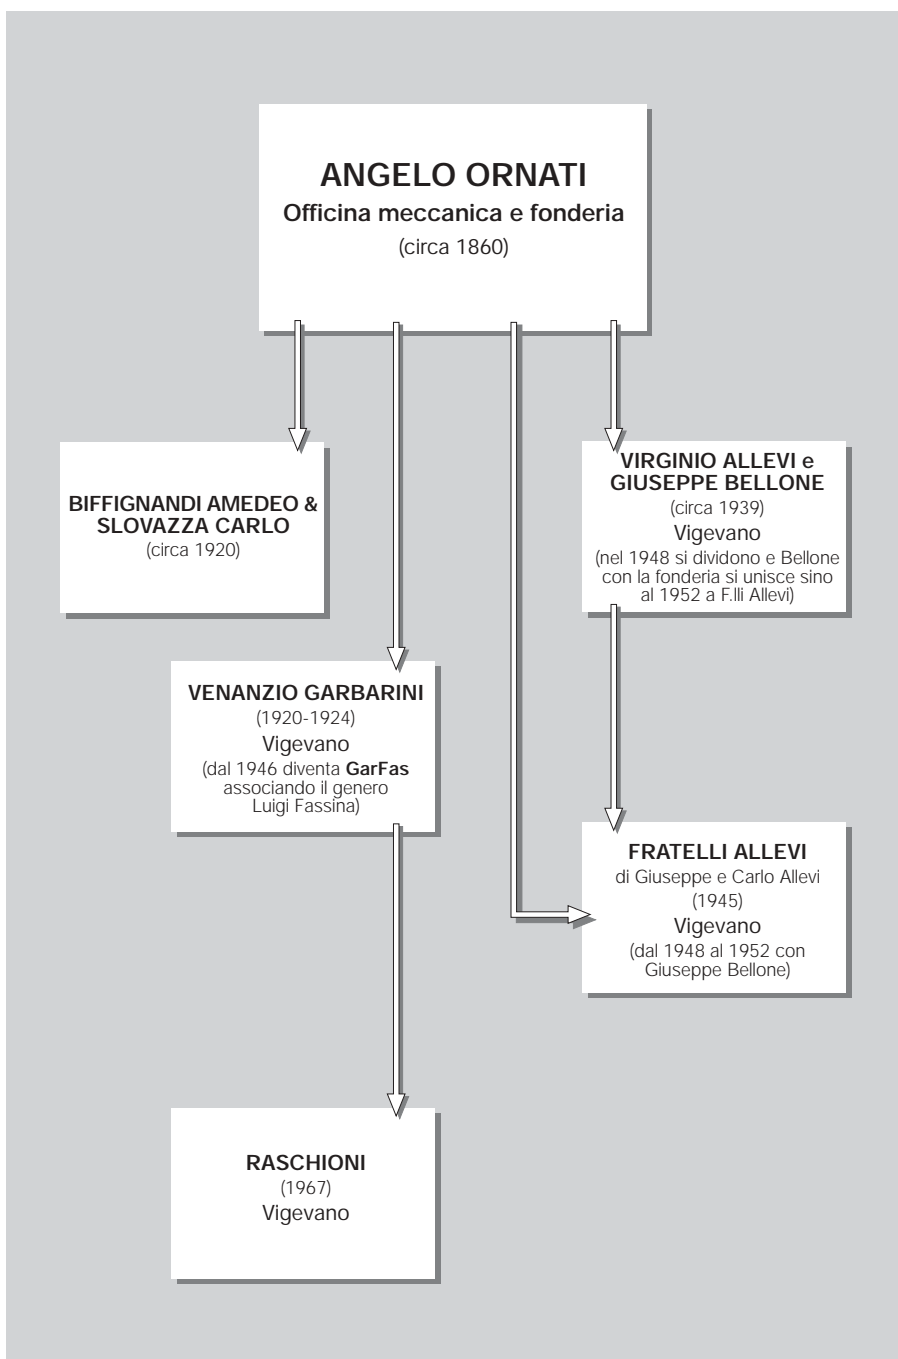 ANGELO ORNATI
Officina meccanica e fonderia
(circa 1860)
BIFFIGNANDI AMEDEO &
SLOVAZZA CARLO
(circa 1920)
VIRGINIO ALLEVI e
GIUSEPPE BELLONE
(circa 1939)
Vigevano
(nel 1948 si dividono e Bellone
con la fonderia si unisce sino
al 1952 a F.lli Allevi)
VENANZIO GARBARINI
(1920-1924)
Vigevano
(dal 1946 diventa GarFas
associando il genero
Luigi Fassina)
FRATELLI ALLEVI
di Giuseppe e Carlo Allevi
(1945)
Vigevano
(dal 1948 al 1952 con
Giuseppe Bellone)
RASCHIONI
(1967)
Vigevano